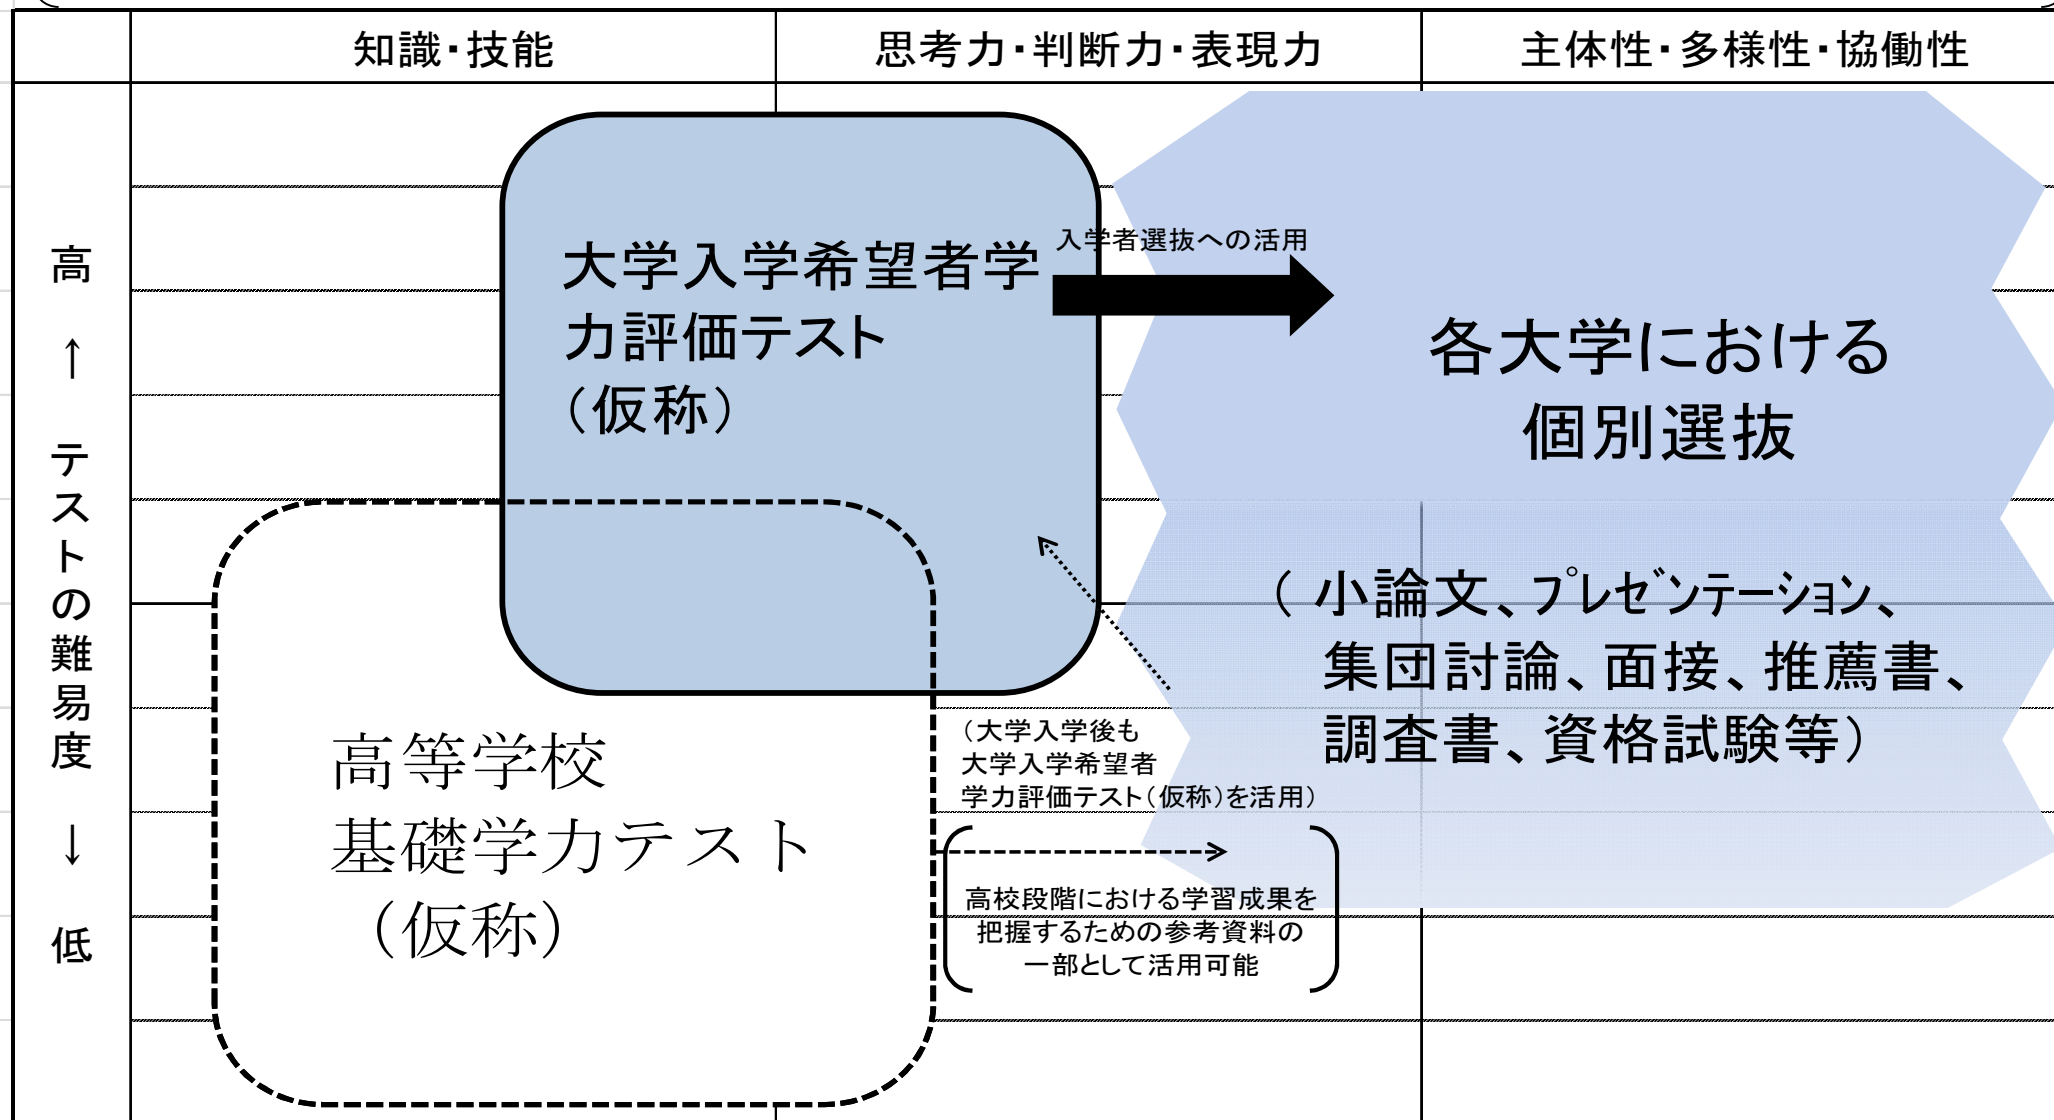 知識・技能
思考力・判断力・表現力
主体性・多様性・協働性
高 ↑ テストの難易度 ↓ 低
大学入学希望者学
力評価テスト
（仮称）
入学者選抜への活用
各大学における
個別選抜
（小論文、プレゼンテーション、
集団討論、面接、推薦書、
調査書、資格試験等）
高等学校
基礎学力テスト
（仮称）
（大学入学後も
大学入学希望者
学力評価テスト（仮称）を活用）
高校段階における学習成果を
把握するための参考資料の
一部として活用可能